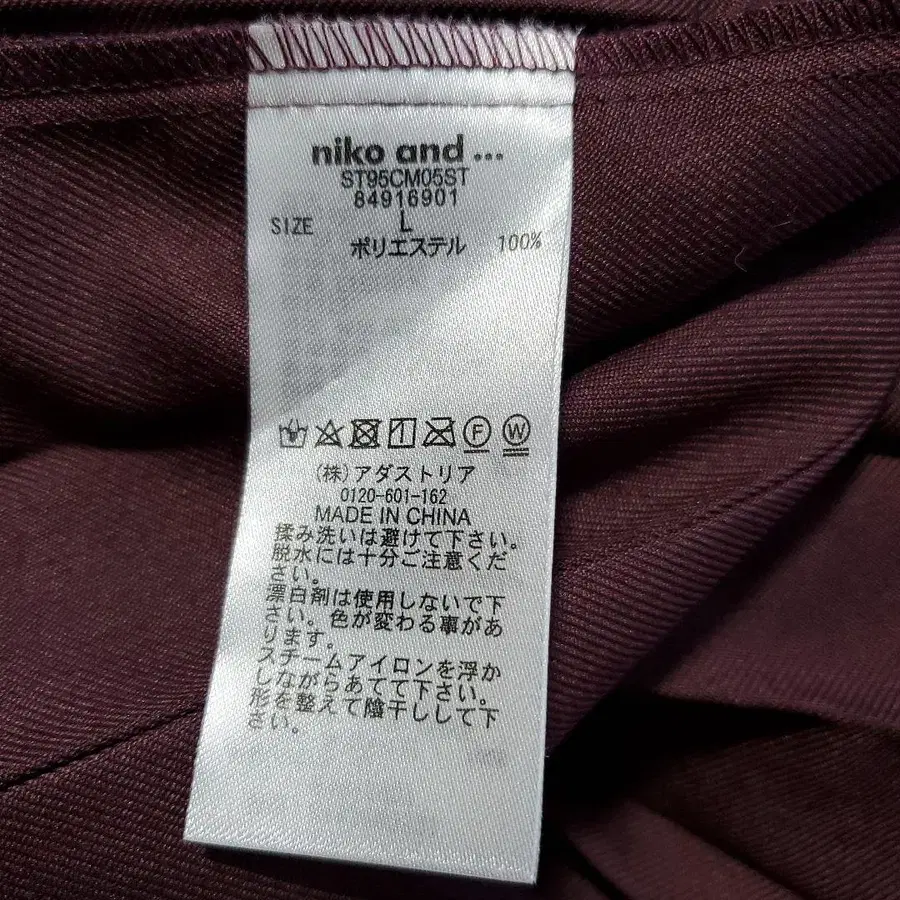 niko and ...
ST95CM05ST
84916901
SIZE L
ポリエステル 100%
F W
(株)アダストリア
0120-601-162
MADE IN CHINA
揉み洗いは避けて下さい。
脱水には十分ご注意くだ
さい。
漂白剤は使用しないで下
さい。色が変わる事があ
ります。
スチームアイロンを浮か
しながらあてて下さい。
形を整えて陰干しして下
さい。